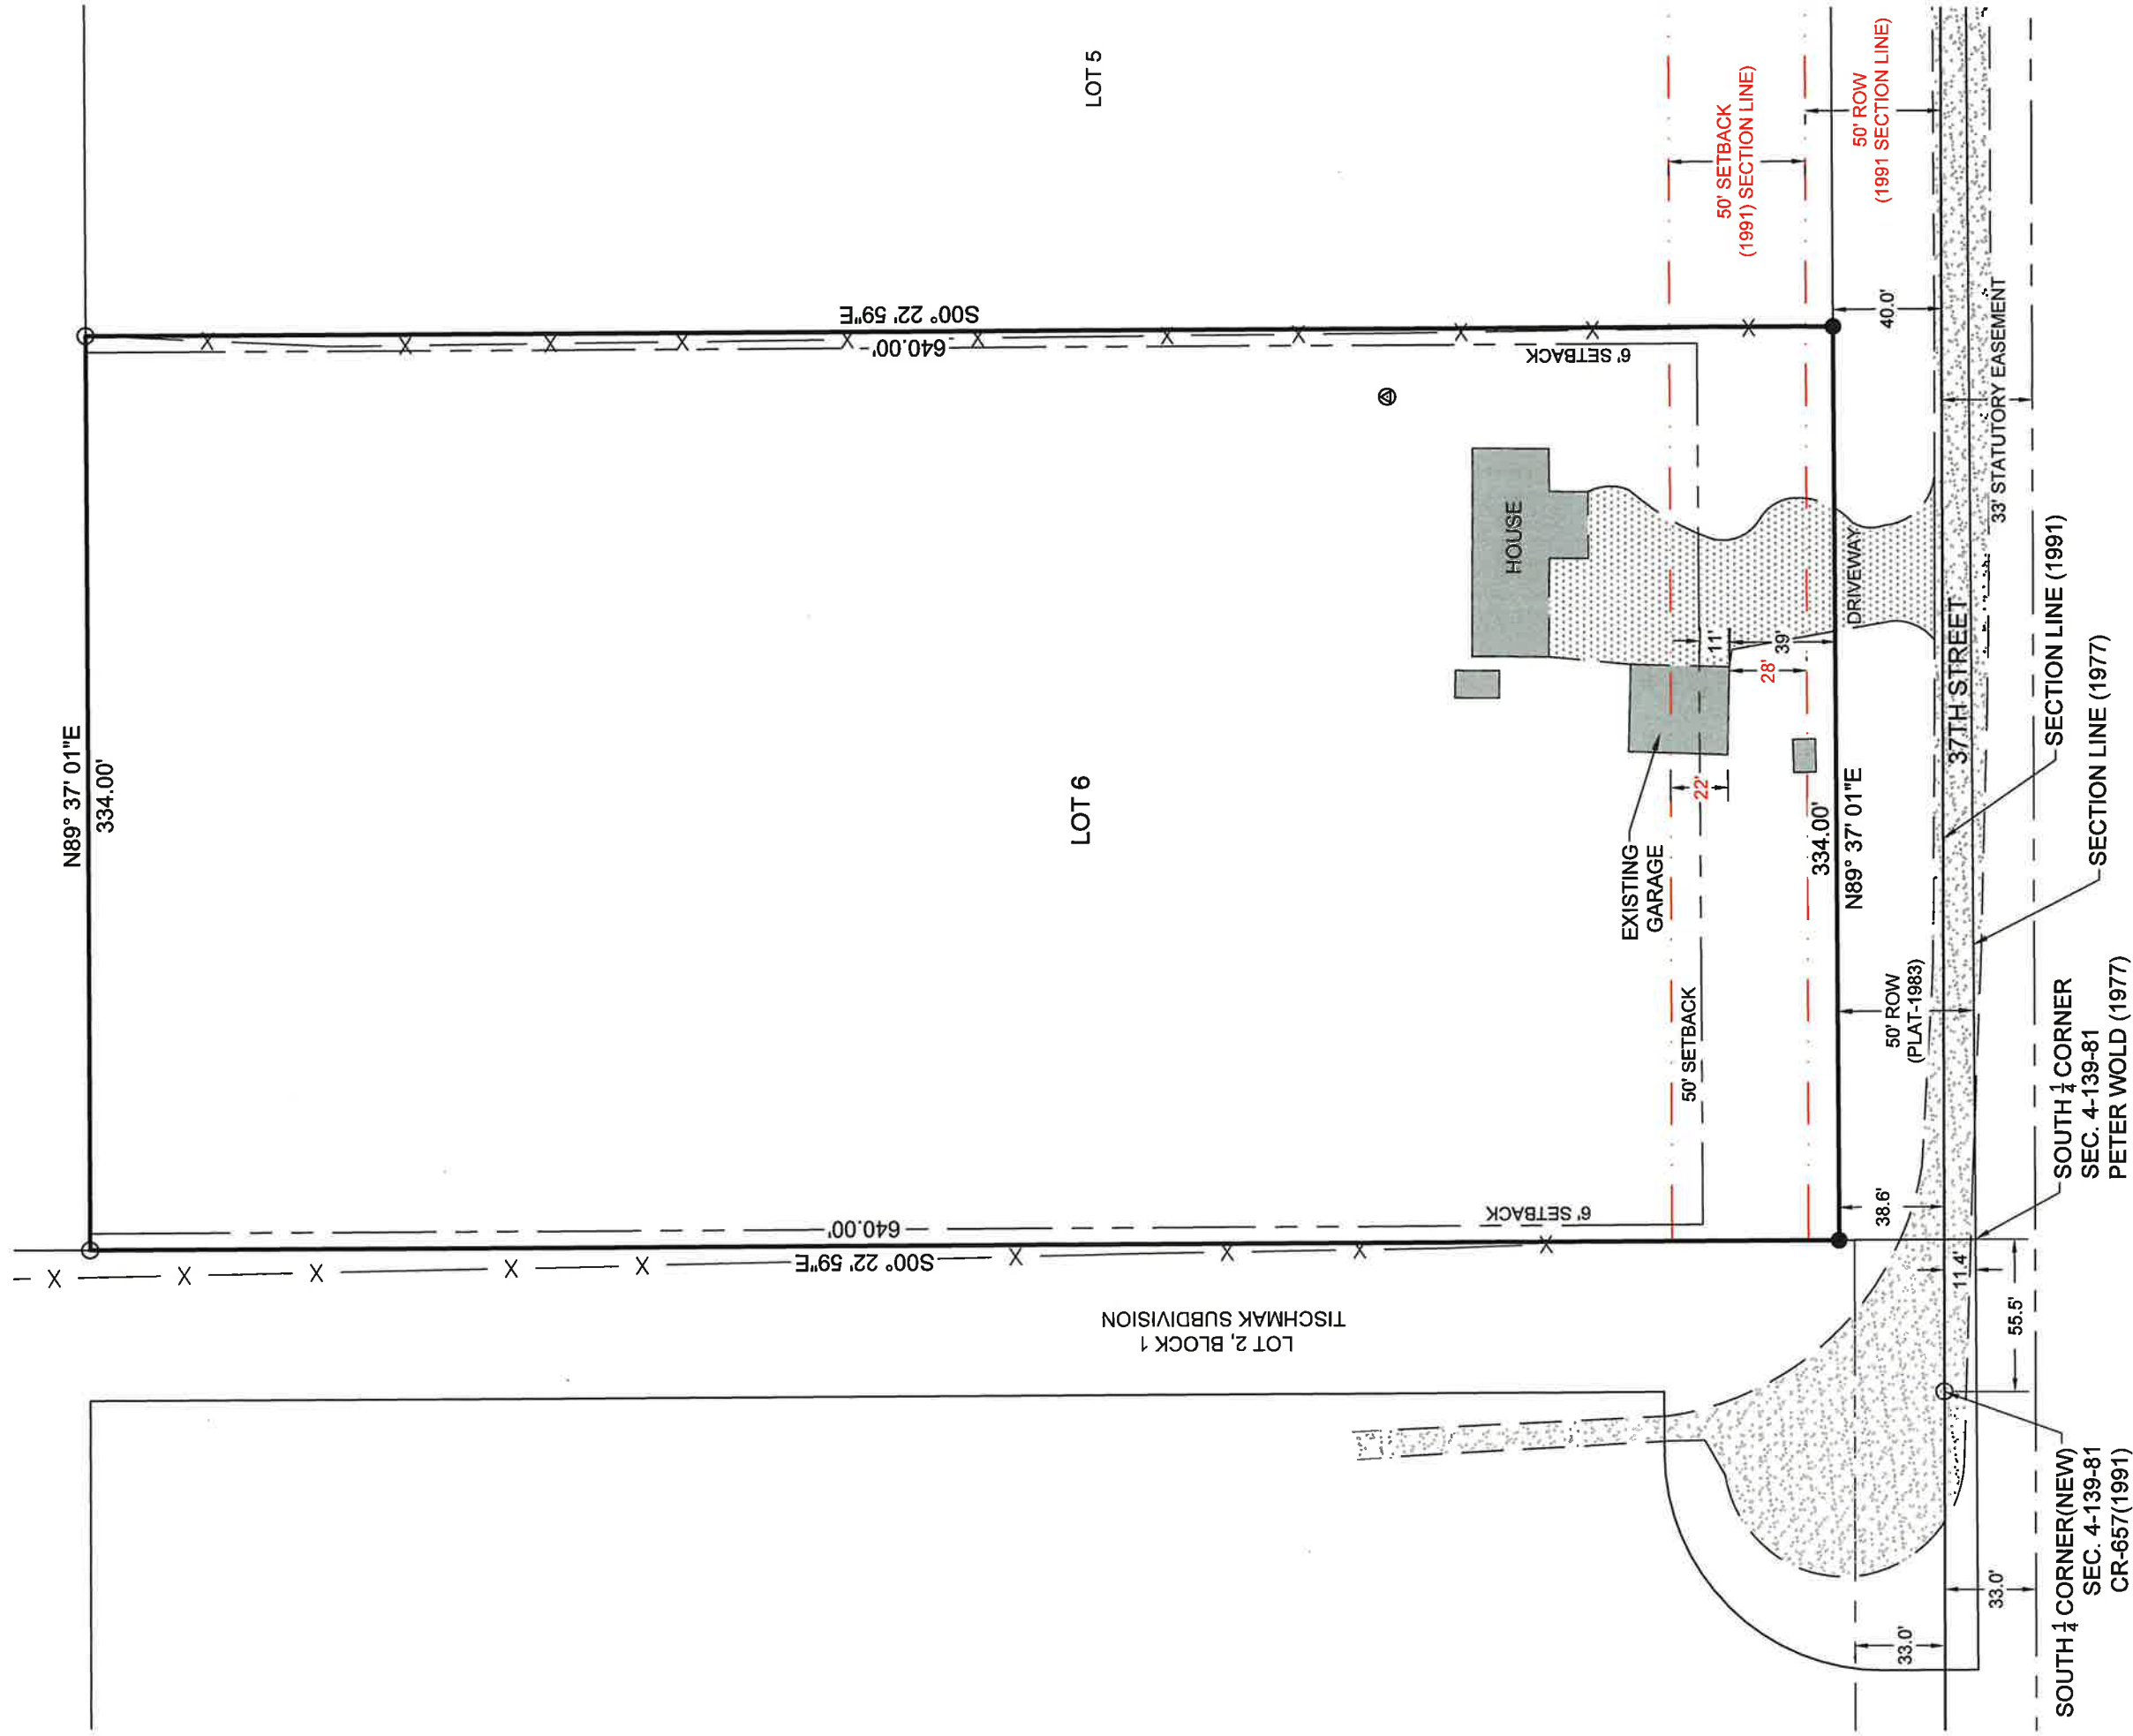 N89° 37' 01"E
334.00'
S00° 22' 59"E
640.00'
6' SETBACK
LOT 5
LOT 6
640.00'
S00° 22' 59"E
6' SETBACK
LOT 2, BLOCK 1
TISCHMAK SUBDIVISION
HOUSE
EXISTING
GARAGE
50' SETBACK
(1991) SECTION LINE)
50' ROW
(1991 SECTION LINE)
50' SETBACK
11'
39'
28'
22'
334.00'
N89° 37' 01"E
DRIVEWAY
40.0'
38.6'
50' ROW
(PLAT-1983)
37TH STREET
33' STATUTORY EASEMENT
SECTION LINE (1991)
SECTION LINE (1977)
11.4'
55.5'
33.0'
33.0'
SOUTH 1/4 CORNER
SEC. 4-139-81
PETER WOLD (1977)
SOUTH 1/4 CORNER(NEW)
SEC. 4-139-81
CR-657(1991)